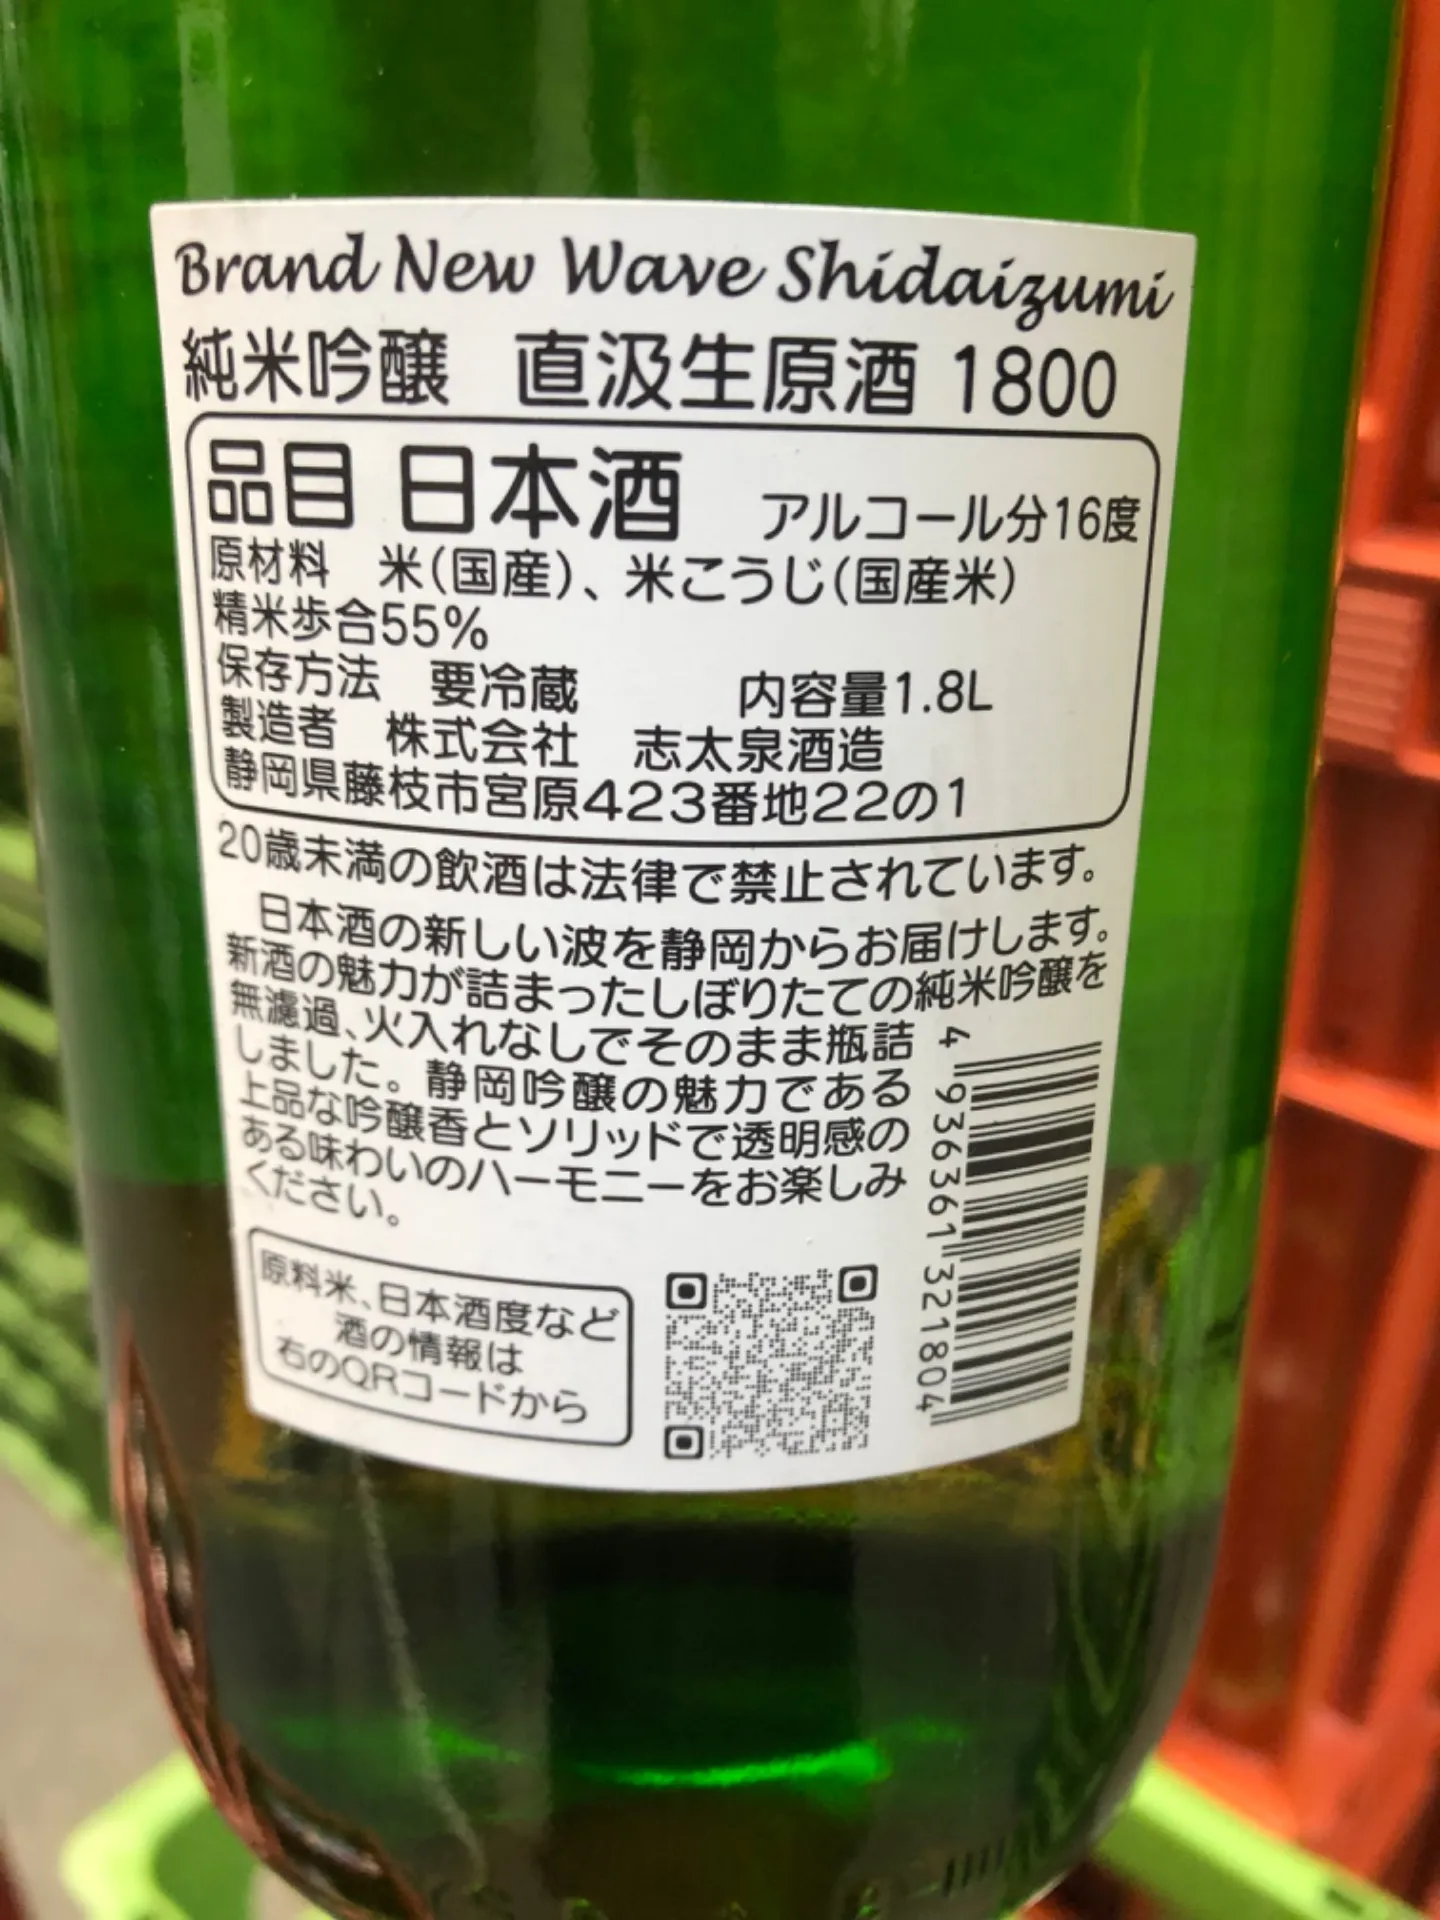 Brand New Wave Shidaizumi
純米吟醸　直汲生原酒 1800
品目 日本酒　アルコール分16度
原材料　米(国産)、米こうじ(国産米)
精米歩合55%
保存方法　要冷蔵　内容量1.8L
製造者　株式会社　志太泉酒造
静岡県藤枝市宮原423番地22の1
20歳未満の飲酒は法律で禁止されています。
日本酒の新しい波を静岡からお届けします。
新酒の魅力が詰まったしぼりたての純米吟醸を
無濾過、火入れなしでそのまま瓶詰
しました。静岡吟醸の魅力である
上品な吟醸香とソリッドで透明感の
ある味わいのハーモニーをお楽しみ
ください。
4 936361 321804
原料米、日本酒度など
酒の情報は
右のQRコードから